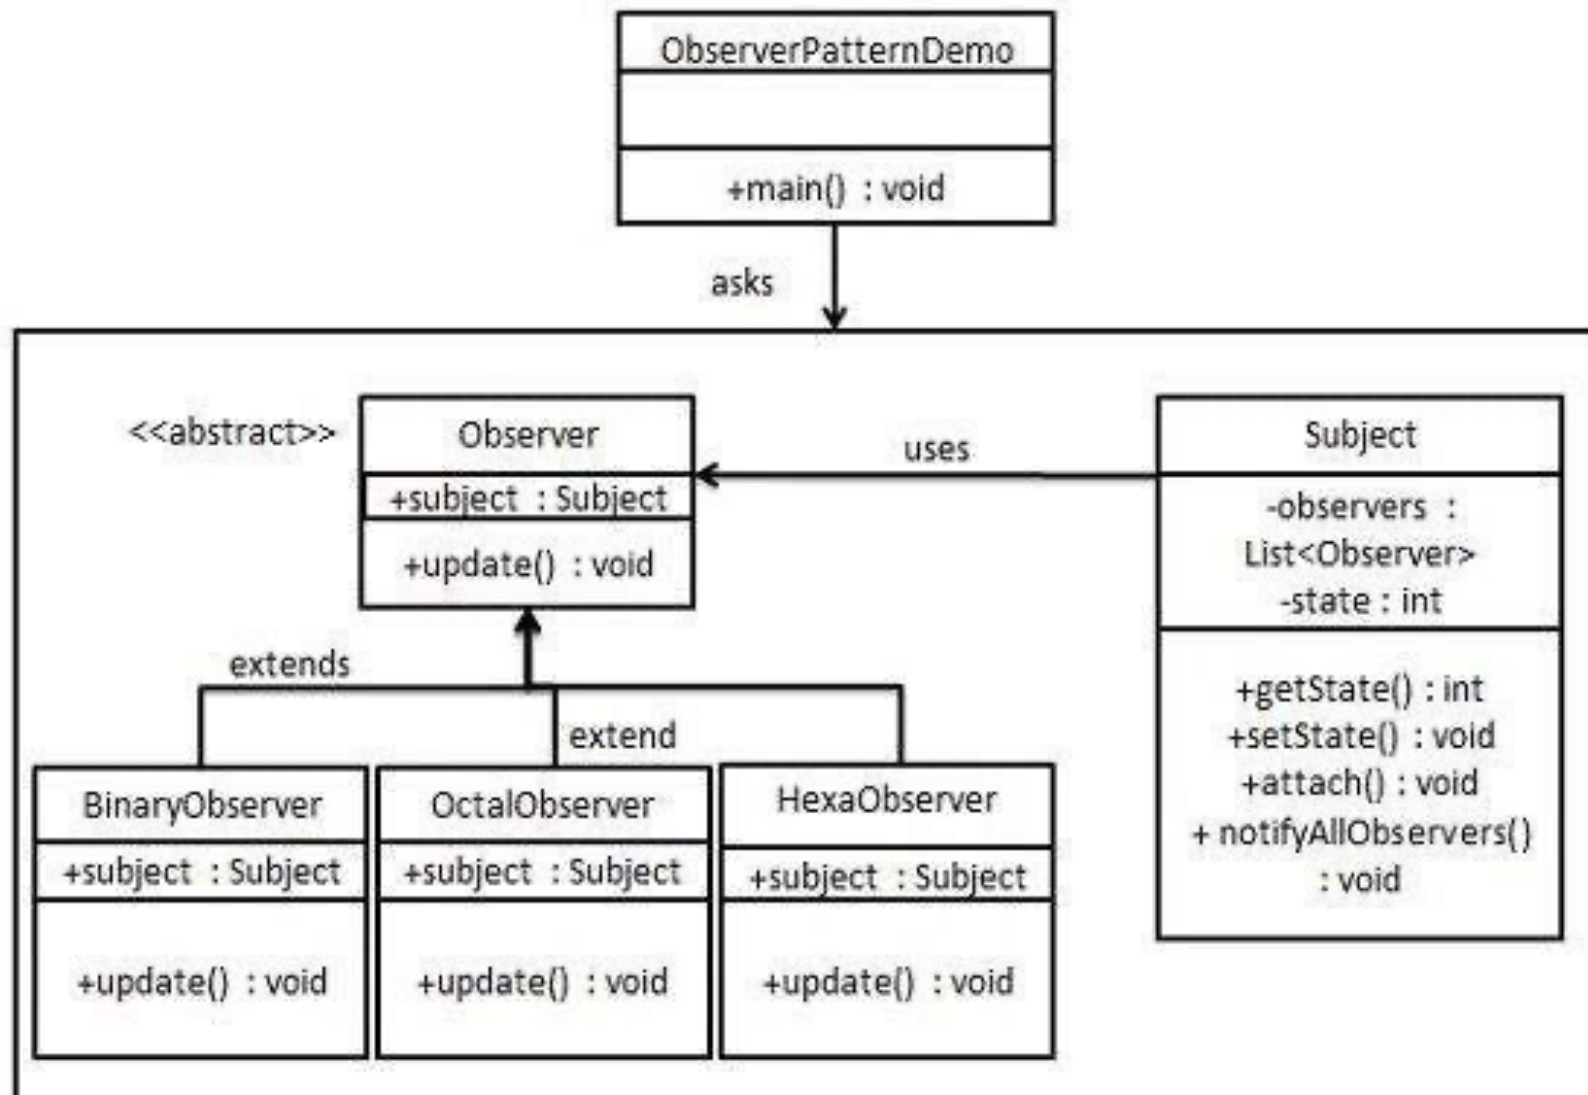 ObserverPatternDemo
+main() : void
asks
<<abstract>>
Observer
+subject : Subject
+update() : void
uses
Subject
-observers :
List<Observer>
-state : int
+getState() : int
+setState() : void
+attach() : void
+ notifyAllObservers()
: void
extends
extend
BinaryObserver
+subject : Subject
+update() : void
OctalObserver
+subject : Subject
+update() : void
HexaObserver
+subject : Subject
+update() : void